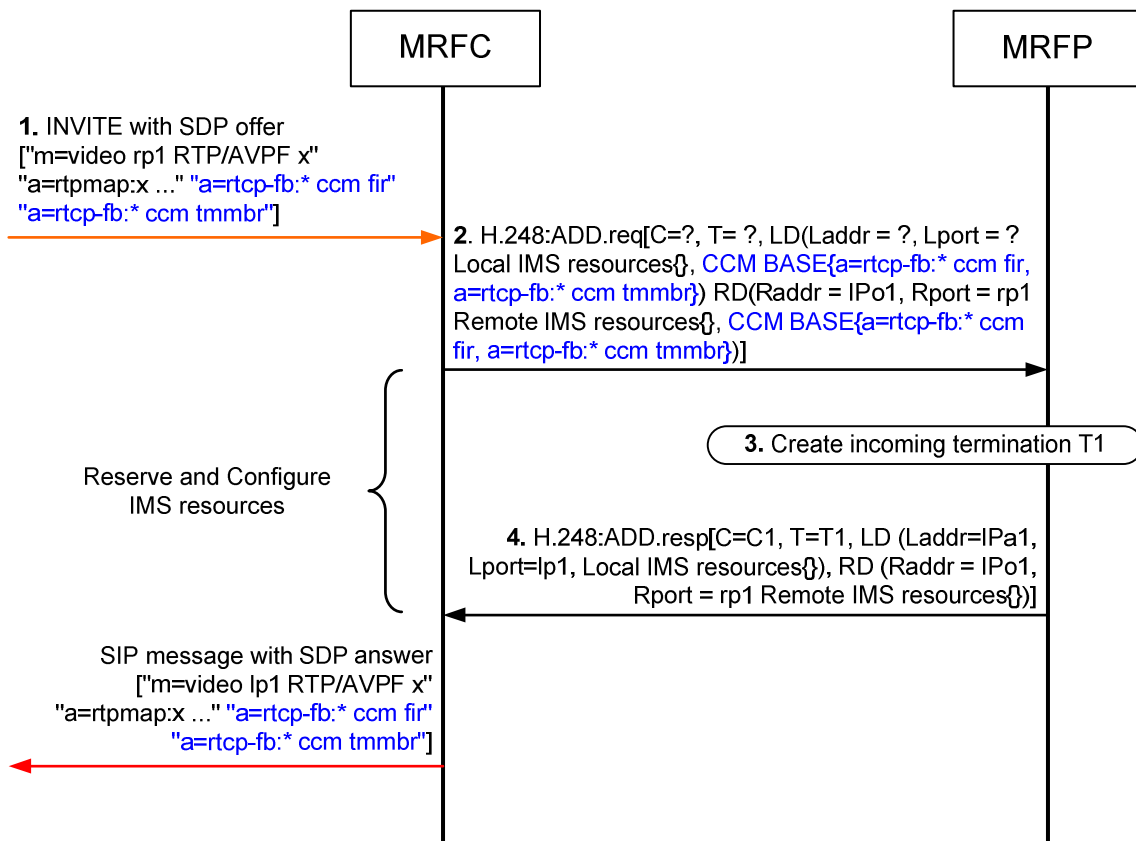 MRFC
MRFP
1. INVITE with SDP offer
["m=video rp1 RTP/AVPF x"
"a=rtpmap:x ..." "a=rtcp-fb:* ccm fir"
"a=rtcp-fb:* ccm tmmbr"]
2. H.248:ADD.req[C=?, T= ?, LD(Laddr = ?, Lport = ?
Local IMS resources{}, CCM BASE{a=rtcp-fb:* ccm fir,
a=rtcp-fb:* ccm tmmbr}) RD(Raddr = IPo1, Rport = rp1
Remote IMS resources{}, CCM BASE{a=rtcp-fb:* ccm
fir, a=rtcp-fb:* ccm tmmbr})]
3. Create incoming termination T1
Reserve and Configure
IMS resources
4. H.248:ADD.resp[C=C1, T=T1, LD (Laddr=IPa1,
Lport=lp1, Local IMS resources{}), RD (Raddr = IPo1,
Rport = rp1 Remote IMS resources{})]
SIP message with SDP answer
["m=video lp1 RTP/AVPF x"
"a=rtpmap:x ..." "a=rtcp-fb:* ccm fir"
"a=rtcp-fb:* ccm tmmbr"]